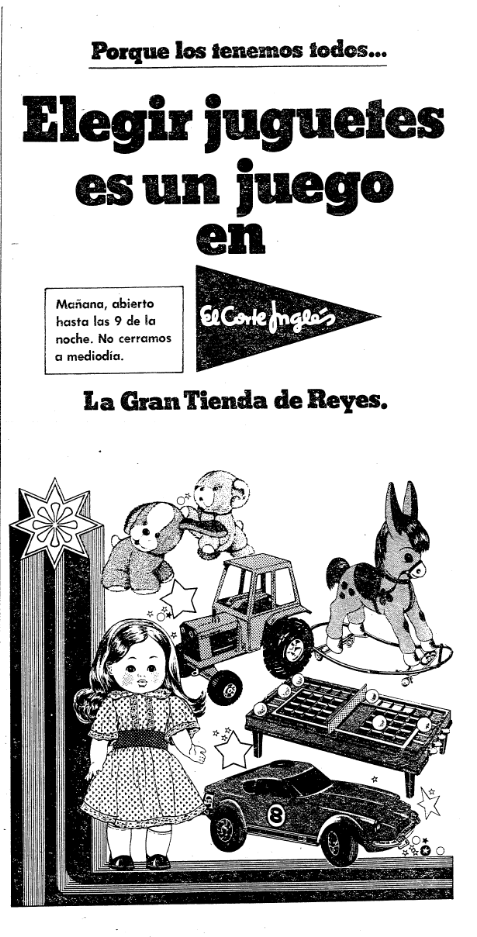 Porque los tenemos todos...
Elegir juguetes
es un juego
en
El Corte Inglés
Mañana, abierto
hasta las 9 de la
noche. No cerramos
a mediodía.
La Gran Tienda de Reyes.
8